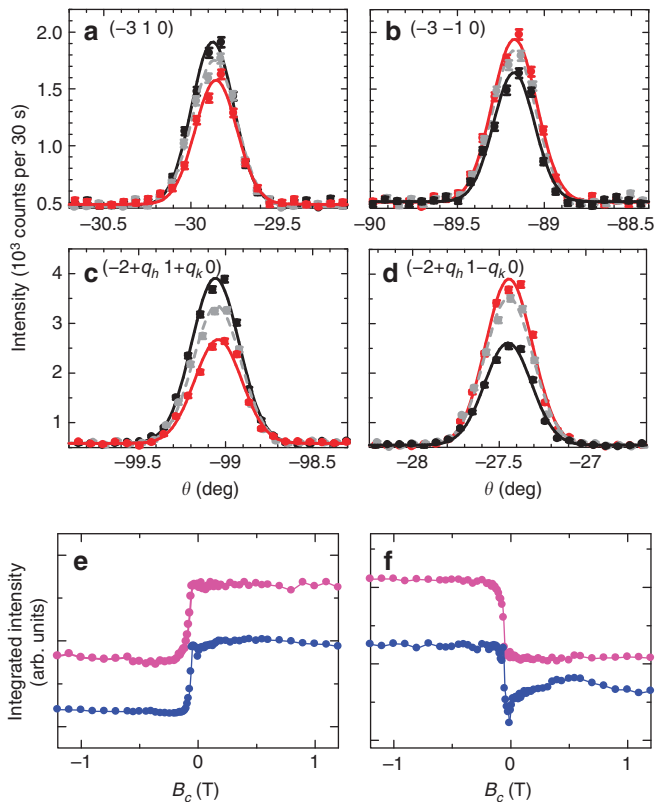 a (−3 1 0)
b (−3 −1 0)
2.0
1.5
1.0
0.5
−30.5 −30 −29.5
−90 −89.5 −89 −88.5
Intensity (10³ counts per 30 s)
c (−2+qₕ 1+qₖ 0)
d (−2+qₕ 1−qₖ 0)
4
3
2
1
−99.5 −99 −98.5
−28 −27.5 −27
θ (deg) θ (deg)
e f
Integrated intensity
(arb. units)
−1 0 1
−1 0 1
B_c (T) B_c (T)